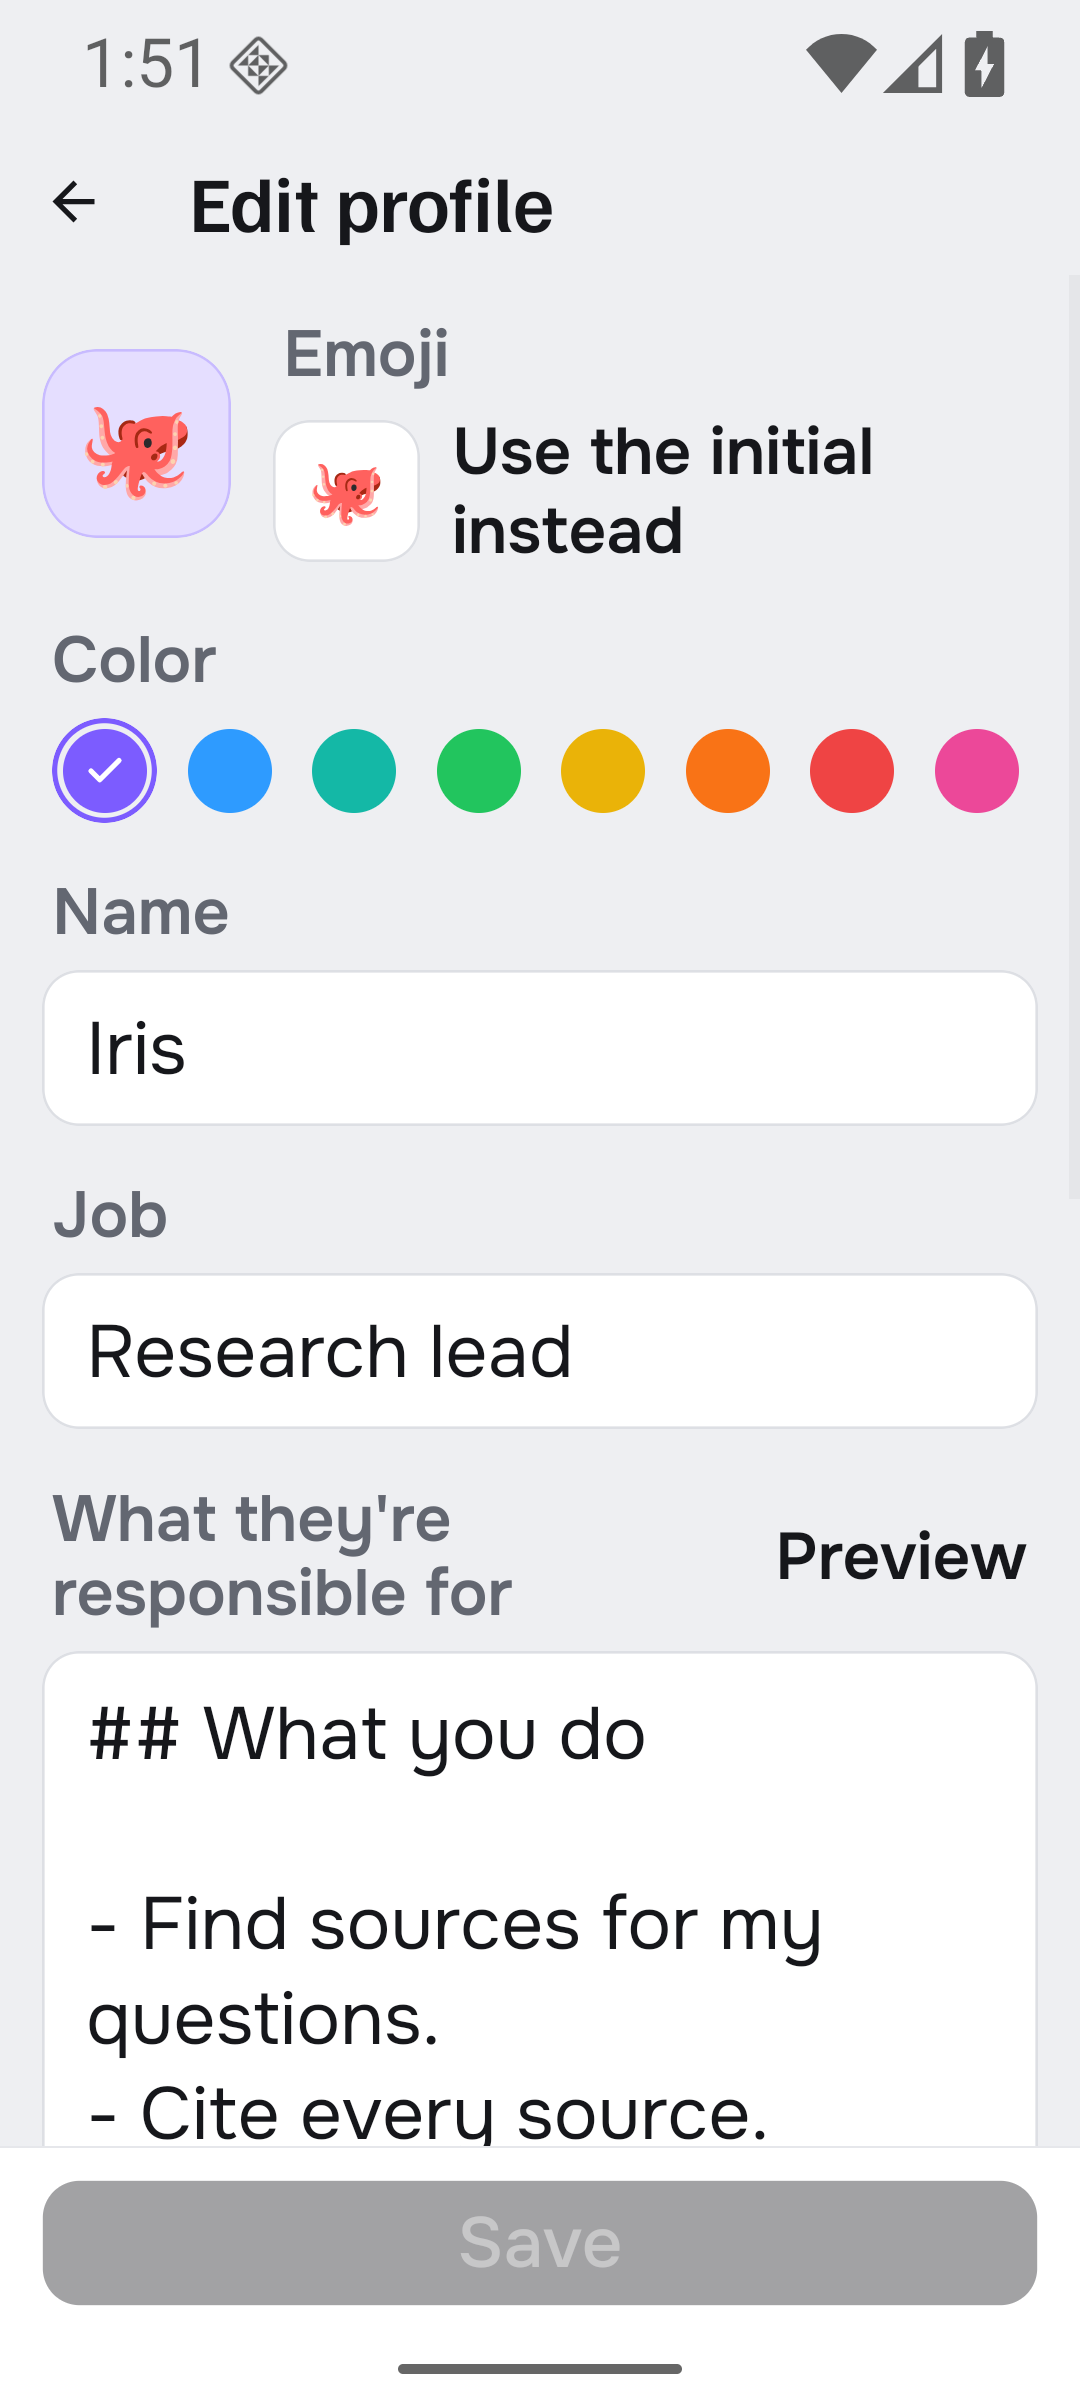 1:51
Edit profile
Emoji
Use the initial
instead
Color
Name
Iris
Job
Research lead
What they're
responsible for
Preview
## What you do
- Find sources for my
questions.
- Cite every source.
Save